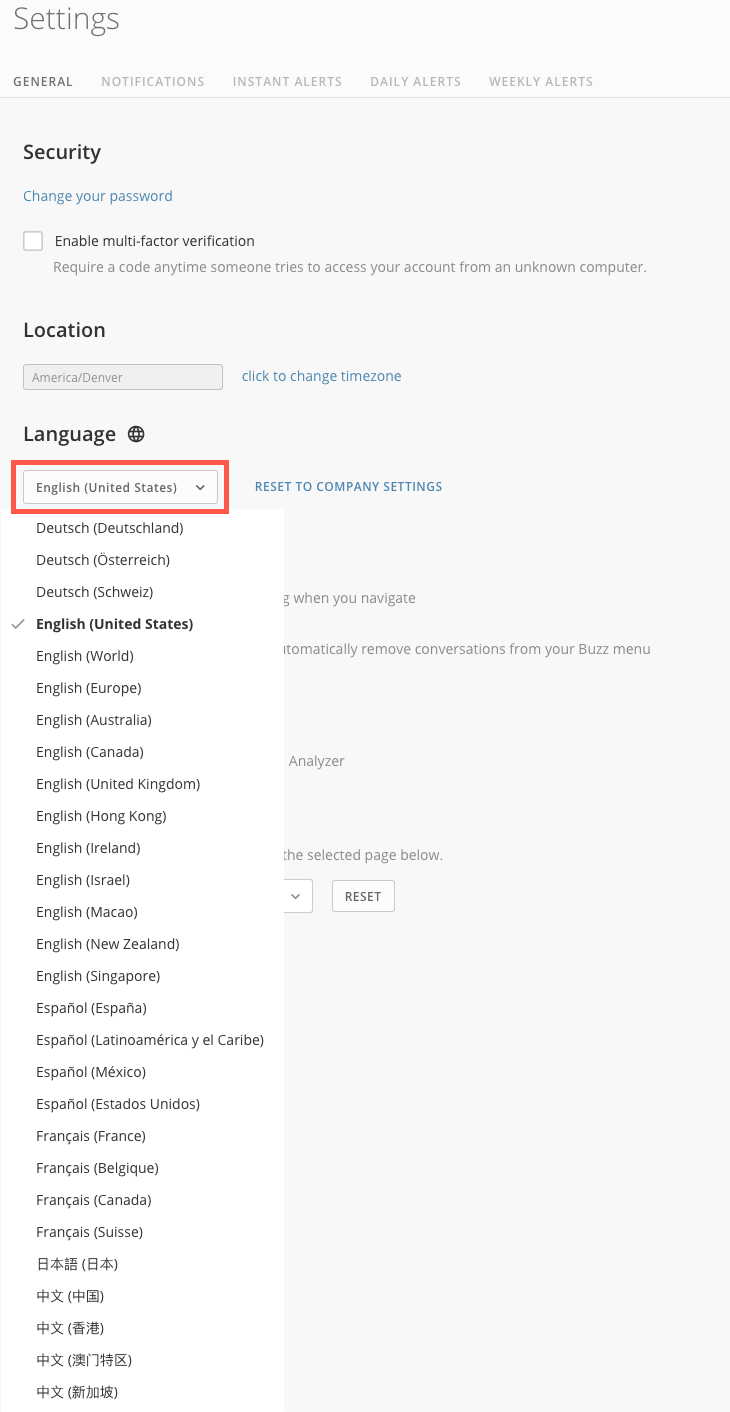 Settings
GENERAL NOTIFICATIONS INSTANT ALERTS DAILY ALERTS WEEKLY ALERTS
Security
Change your password
Enable multi-factor verification
Require a code anytime someone tries to access your account from an unknown computer.
Location
America/Denver click to change timezone
Language
English (United States) RESET TO COMPANY SETTINGS
Deutsch (Deutschland)
Deutsch (Österreich)
Deutsch (Schweiz)
when you navigate
English (United States)
automatically remove conversations from your Buzz menu
English (World)
English (Europe)
English (Australia)
English (Canada)
Analyzer
English (United Kingdom)
English (Hong Kong)
English (Ireland)
the selected page below.
English (Israel)
RESET
English (Macao)
English (New Zealand)
English (Singapore)
Español (España)
Español (Latinoamérica y el Caribe)
Español (México)
Español (Estados Unidos)
Français (France)
Français (Belgique)
Français (Canada)
Français (Suisse)
日本語 (日本)
中文 (中国)
中文 (香港)
中文 (澳门特区)
中文 (新加坡)